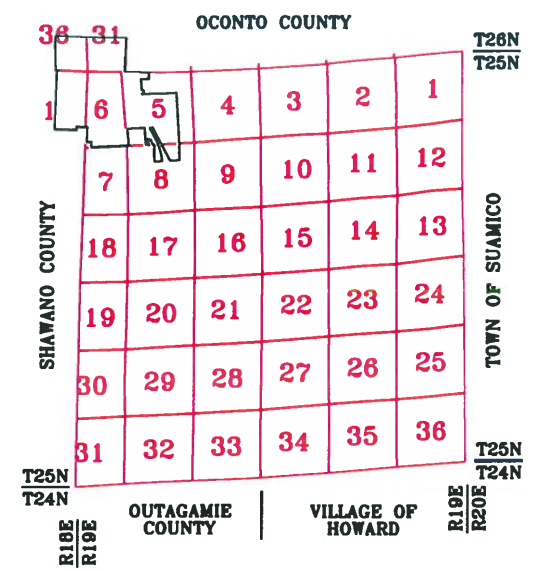 OCONTO COUNTY
36 31
T26N
T25N
1 6 5 4 3 2 1
7 8 9 10 11 12
18 17 16 15 14 13
19 20 21 22 23 24
30 29 28 27 26 25
31 32 33 34 35 36
SHAWANO COUNTY
TOWN OF SUAMICO
T25N
T24N
T25N
T24N
R18E
R19E
OUTAGAMIE
COUNTY
VILLAGE OF
HOWARD
R19E
R20E